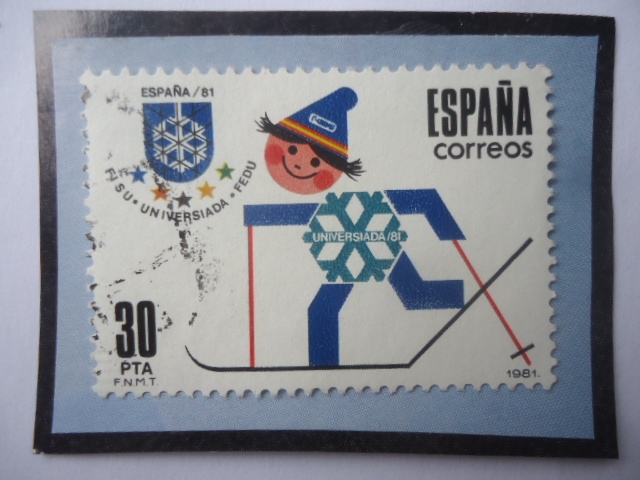 ESPAÑA/81
FISU • UNIVERSIADA • FEDU
ESPAÑA
correos
UNIVERSIADA/81
30
PTA
F.N.M.T.
1981.